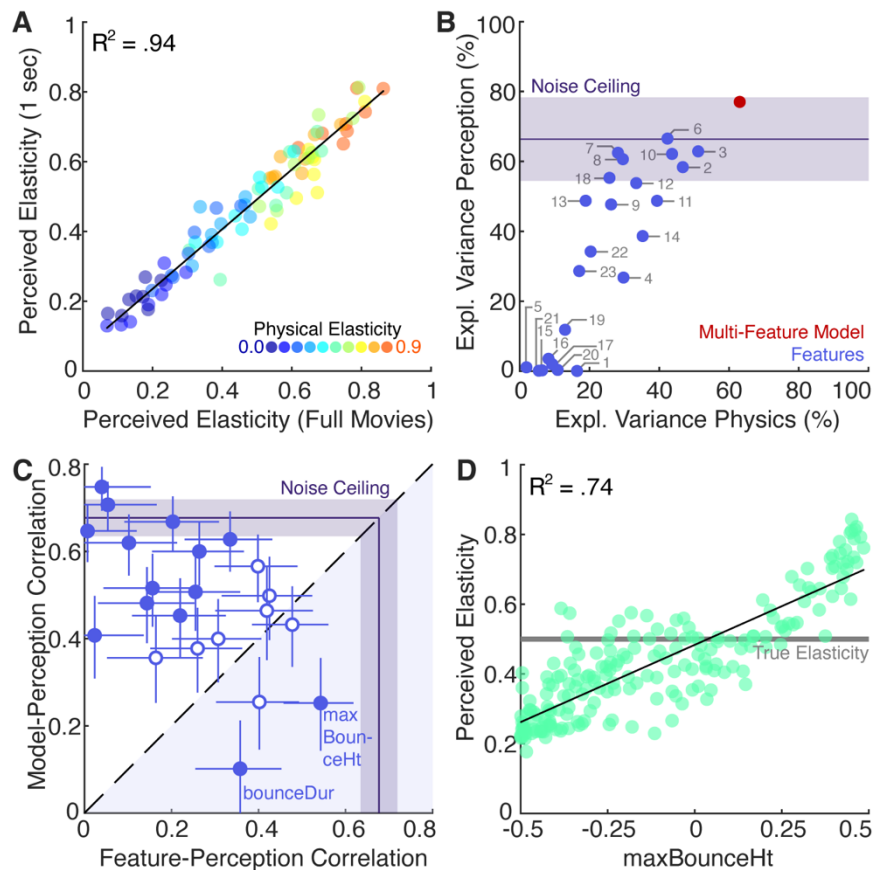 A
R² = .94
Perceived Elasticity (1 sec)
1
0.8
0.6
0.4
0.2
0
Physical Elasticity
0.0
0.9
0
0.2
0.4
0.6
0.8
1
Perceived Elasticity (Full Movies)
B
Expl. Variance Perception (%)
100
80
60
40
20
0
Noise Ceiling
7
6
8
10
3
2
18
12
13
9
11
14
22
23
4
5
21
15
19
16
17
20
1
Multi-Feature Model
Features
0
20
40
60
80
100
Expl. Variance Physics (%)
C
Model-Perception Correlation
0.8
0.6
0.4
0.2
0
Noise Ceiling
max
Boun-
ceHt
bounceDur
0
0.2
0.4
0.6
0.8
Feature-Perception Correlation
D
R² = .74
Perceived Elasticity
1
0.8
0.6
0.4
0.2
0
True Elasticity
-0.5
-0.25
0
0.25
0.5
maxBounceHt